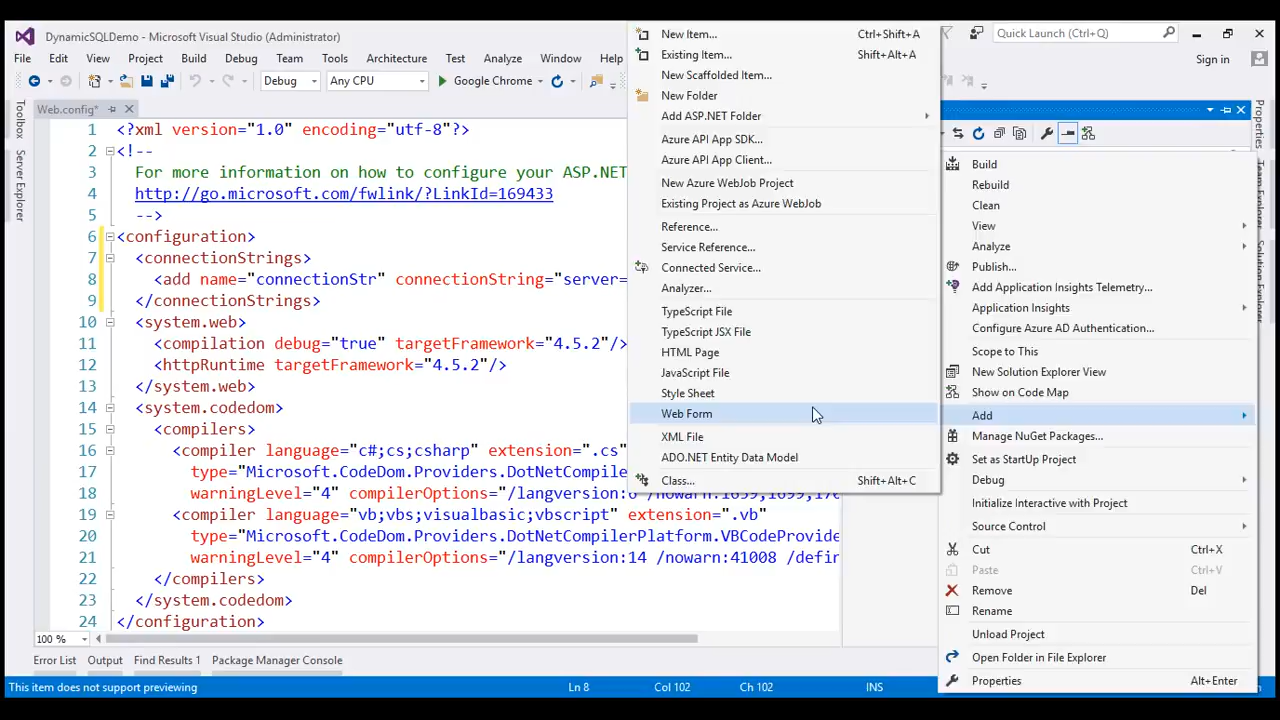 DynamicSQLDemo - Microsoft Visual Studio (Administrator)
Quick Launch (Ctrl+Q)
File Edit View Project Build Debug Team Tools Architecture Test Analyze Window Help
Sign in
Debug Any CPU Google Chrome
Web.config*
Toolbox
Server Explorer
1 <?xml version="1.0" encoding="utf-8"?>
2 <!--
3 For more information on how to configure your ASP.NET
4 http://go.microsoft.com/fwlink/?LinkId=169433
5 -->
6 <configuration>
7 <connectionStrings>
8 <add name="connectionStr" connectionString="server=
9 </connectionStrings>
10 <system.web>
11 <compilation debug="true" targetFramework="4.5.2"/>
12 <httpRuntime targetFramework="4.5.2"/>
13 </system.web>
14 <system.codedom>
15 <compilers>
16 <compiler language="c#;cs;csharp" extension=".cs"
17 type="Microsoft.CodeDom.Providers.DotNetCompiler
18 warningLevel="4" compilerOptions="/langversion:6 /nowarn:1659;1699;170
19 <compiler language="vb;vbs;visualbasic;vbscript" extension=".vb"
20 type="Microsoft.CodeDom.Providers.DotNetCompilerPlatform.VBCodeProvide
21 warningLevel="4" compilerOptions="/langversion:14 /nowarn:41008 /defin
22 </compilers>
23 </system.codedom>
24 </configuration>
100 %
New Item... Ctrl+Shift+A
Existing Item... Shift+Alt+A
New Scaffolded Item...
New Folder
Add ASP.NET Folder
Azure API App SDK...
Azure API App Client...
New Azure WebJob Project
Existing Project as Azure WebJob
Reference...
Service Reference...
Connected Service...
Analyzer...
TypeScript File
TypeScript JSX File
HTML Page
JavaScript File
Style Sheet
Web Form
XML File
ADO.NET Entity Data Model
Class... Shift+Alt+C
Build
Rebuild
Clean
View
Analyze
Publish...
Add Application Insights Telemetry...
Application Insights
Configure Azure AD Authentication...
Scope to This
New Solution Explorer View
Show on Code Map
Add
Manage NuGet Packages...
Set as StartUp Project
Debug
Initialize Interactive with Project
Source Control
Cut Ctrl+X
Paste Ctrl+V
Remove Del
Rename
Unload Project
Open Folder in File Explorer
Properties Alt+Enter
Properties
Team Explorer
Solution Explorer
Error List Output Find Results 1 Package Manager Console
This item does not support previewing Ln 8 Col 102 Ch 102 INS